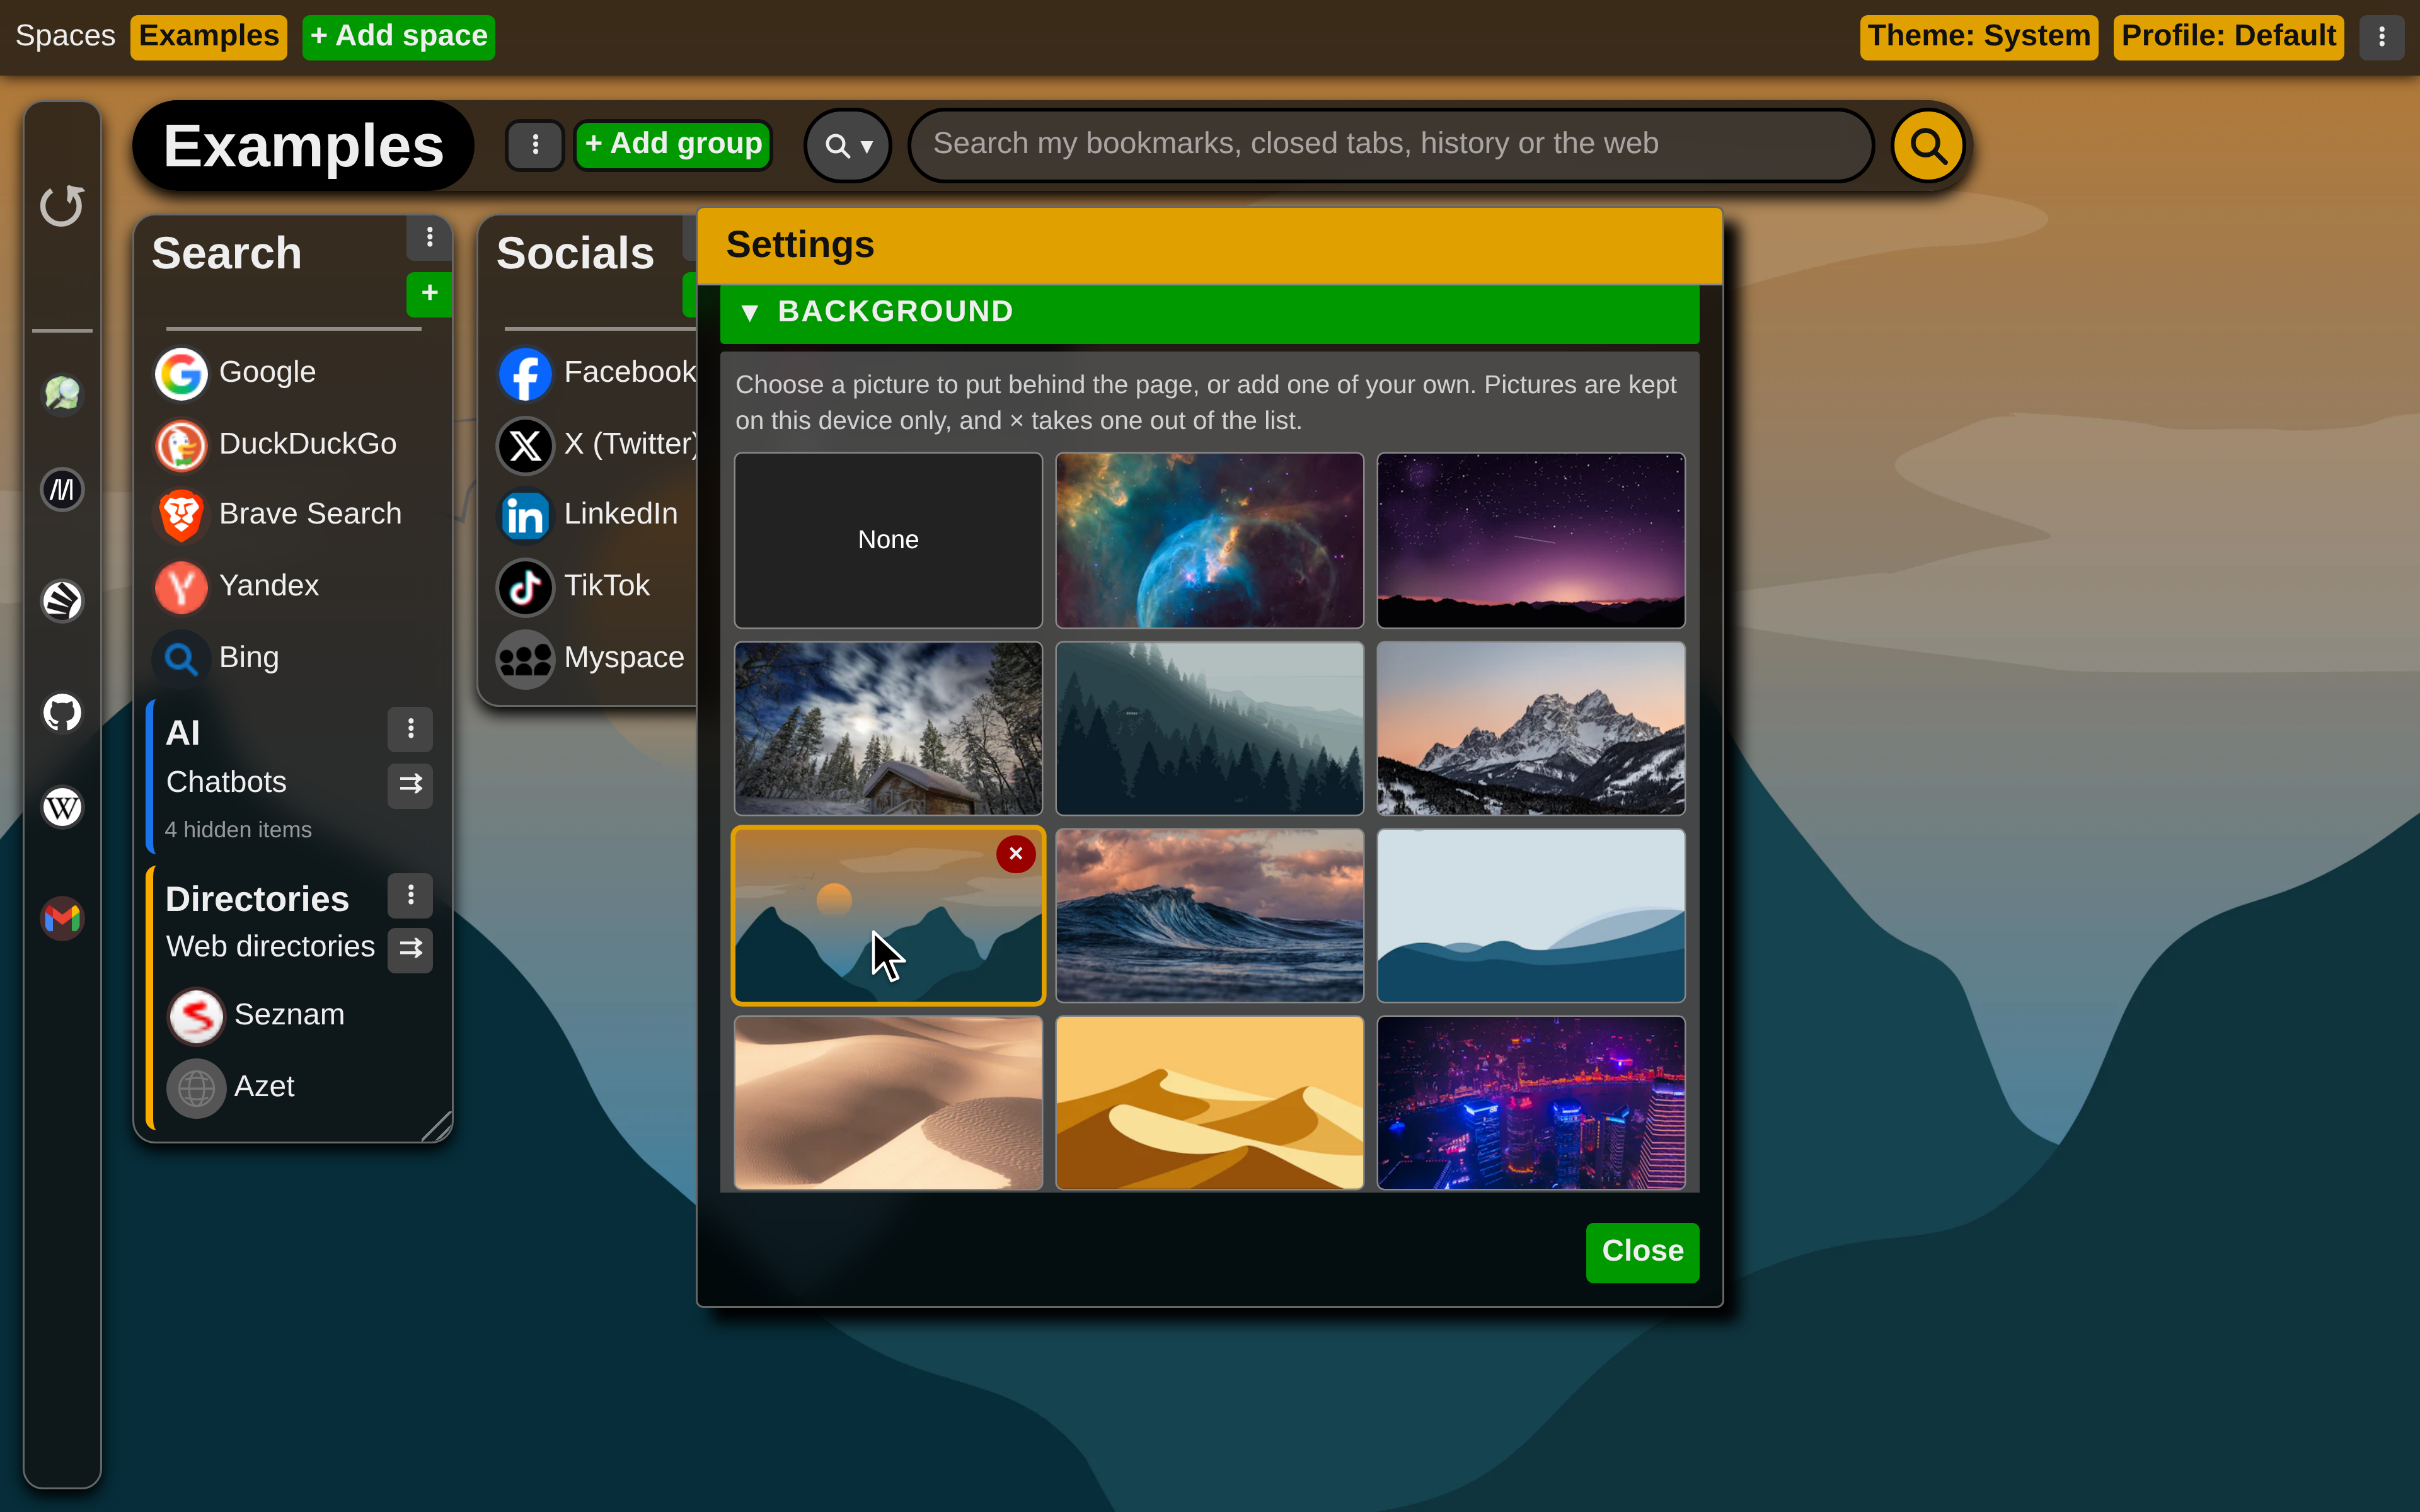 Spaces
Examples
+ Add space
Theme: System
Profile: Default
Examples
+ Add group
Search my bookmarks, closed tabs, history or the web
Search
+
Google
DuckDuckGo
Brave Search
Yandex
Bing
AI
Chatbots
4 hidden items
Directories
Web directories
Seznam
Azet
Socials
Facebook
X (Twitter)
LinkedIn
TikTok
Myspace
Settings
▼ BACKGROUND
Choose a picture to put behind the page, or add one of your own. Pictures are kept
on this device only, and × takes one out of the list.
None
Close